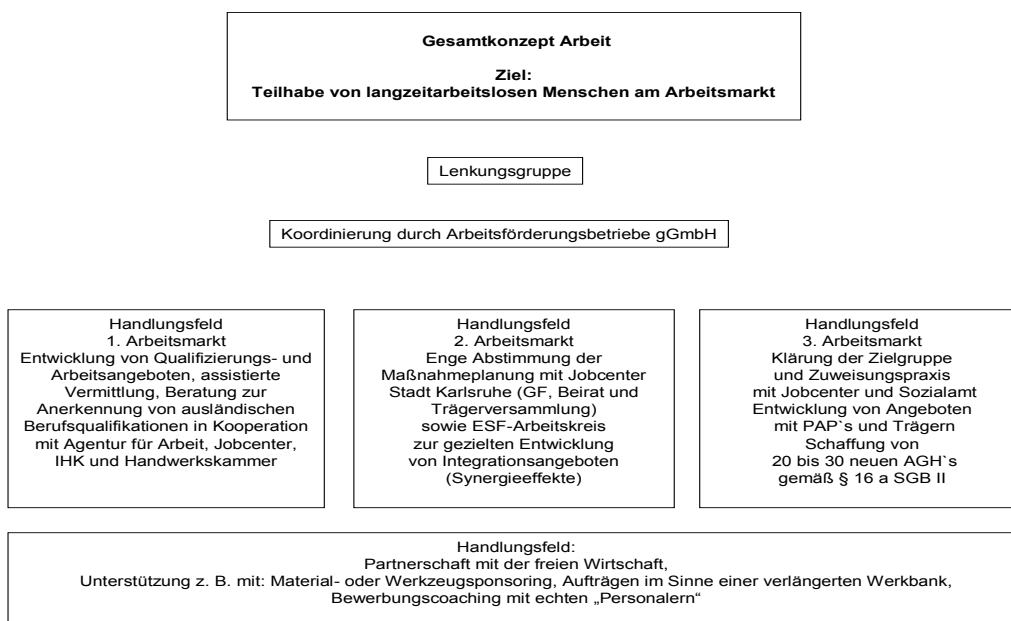 Gesamtkonzept Arbeit
Ziel:
Teilhabe von langzeitarbeitslosen Menschen am Arbeitsmarkt
Lenkungsgruppe
Koordinierung durch Arbeitsförderungsbetriebe gGmbH
Handlungsfeld
1. Arbeitsmarkt
Entwicklung von Qualifizierungs- und
Arbeitsangeboten, assistierte
Vermittlung, Beratung zur
Anerkennung von ausländischen
Berufsqualifikationen in Kooperation
mit Agentur für Arbeit, Jobcenter,
IHK und Handwerkskammer
Handlungsfeld
2. Arbeitsmarkt
Enge Abstimmung der
Maßnahmeplanung mit Jobcenter
Stadt Karlsruhe (GF, Beirat und
Trägerversammlung)
sowie ESF-Arbeitskreis
zur gezielten Entwicklung
von Integrationsangeboten
(Synergieeffekte)
Handlungsfeld
3. Arbeitsmarkt
Klärung der Zielgruppe
und Zuweisungspraxis
mit Jobcenter und Sozialamt
Entwicklung von Angeboten
mit PAP`s und Trägern
Schaffung von
20 bis 30 neuen AGH`s
gemäß § 16 a SGB II
Handlungsfeld:
Partnerschaft mit der freien Wirtschaft,
Unterstützung z. B. mit: Material- oder Werkzeugsponsoring, Aufträgen im Sinne einer verlängerten Werkbank,
Bewerbungscoaching mit echten „Personalern“